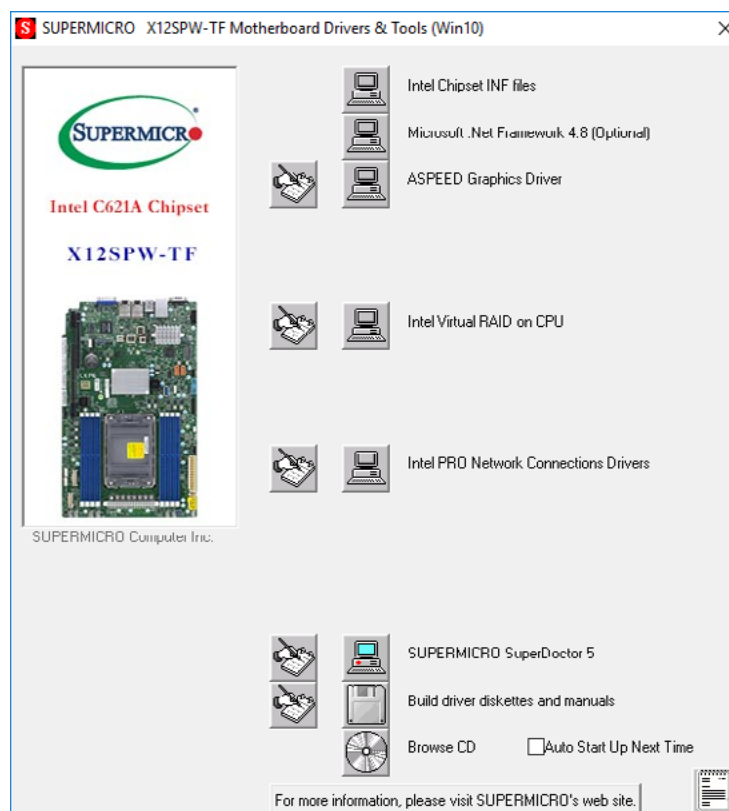 S SUPERMICRO X12SPW-TF Motherboard Drivers & Tools (Win10)
SUPERMICRO
Intel C621A Chipset
X12SPW-TF
SUPERMICRO Computer Inc.
Intel Chipset INF files
Microsoft .Net Framework 4.8 (Optional)
ASPEED Graphics Driver
Intel Virtual RAID on CPU
Intel PRO Network Connections Drivers
SUPERMICRO SuperDoctor 5
Build driver diskettes and manuals
Browse CD Auto Start Up Next Time
For more information, please visit SUPERMICRO's web site.